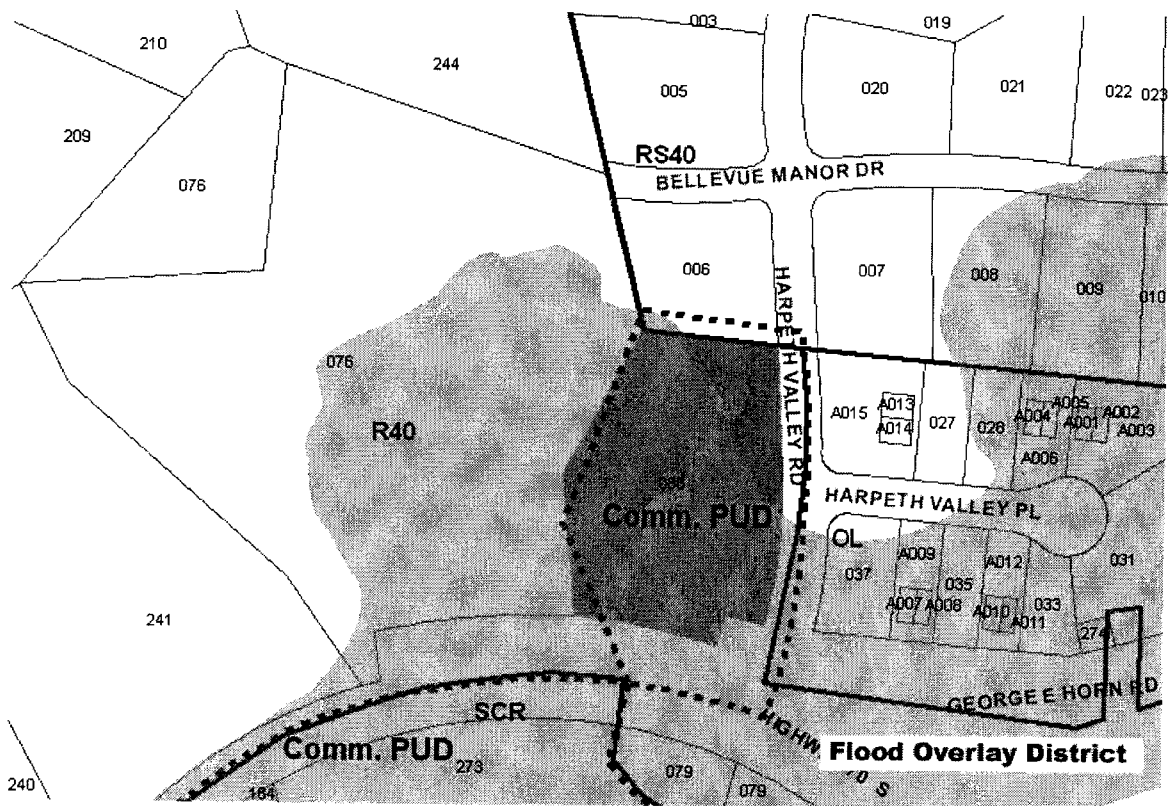 003
019
210
244
005
020
021
022
023
209
RS40
BELLEVUE MANOR DR
076
006
007
008
009
010
HARPETH VALLEY RD
076
R40
A015
A013
A014
027
028
A004
A005
A001
A002
A003
A006
Comm. PUD
HARPETH VALLEY PL
OL
037
A009
A007
A008
035
A012
A010
A011
033
031
274
241
GEORGE E HORN RD
SCR
Comm. PUD
273
Flood Overlay District
240
184
079
079